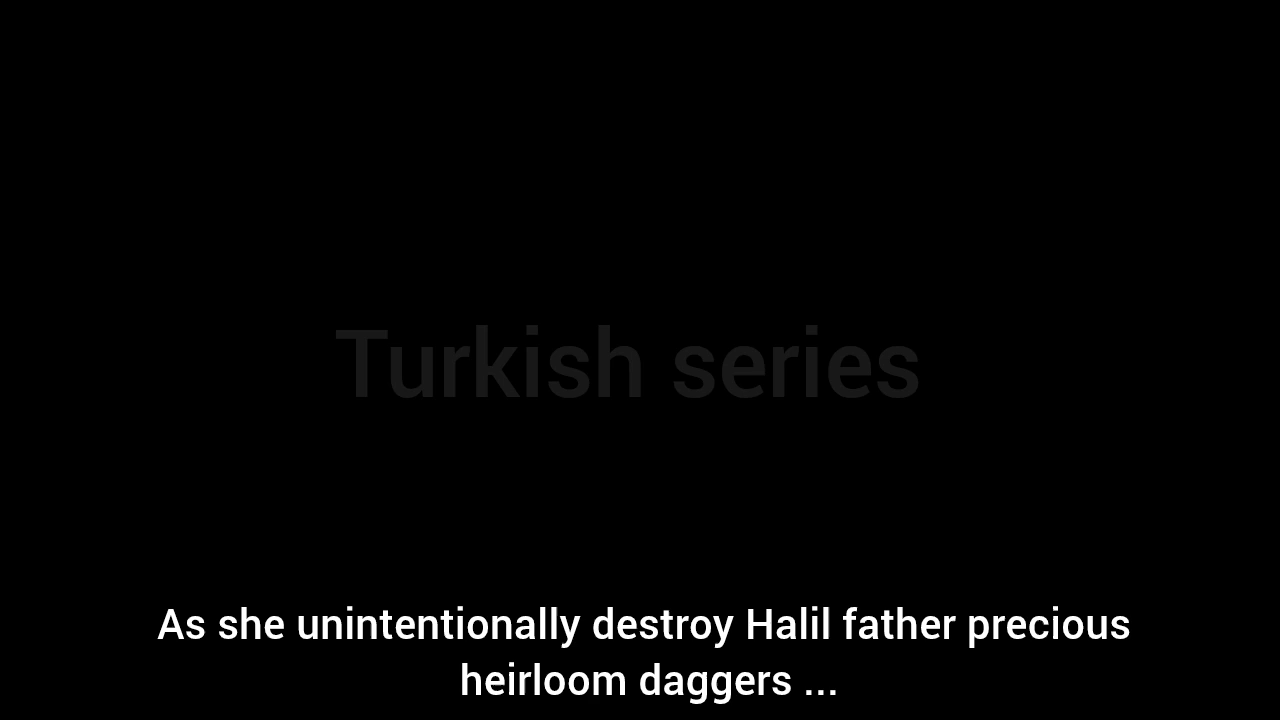 Turkish series
As she unintentionally destroy Halil father precious
heirloom daggers ...